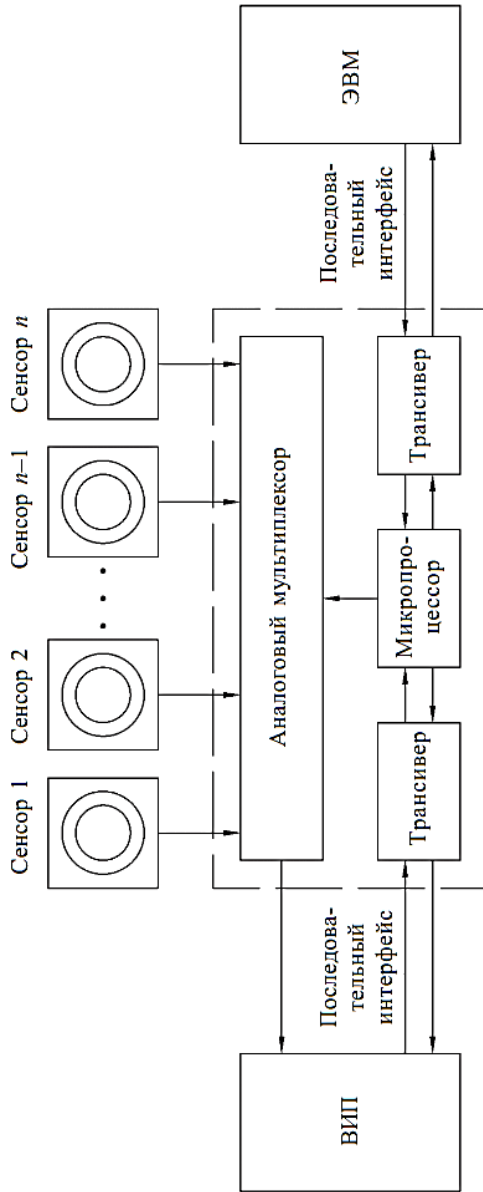 Сенсор 1
Сенсор 2
Сенсор n–1
Сенсор n
Аналоговый мультиплексор
ВИП
Последова-
тельный
интерфейс
Трансивер
Микропро-
цессор
Трансивер
Последова-
тельный
интерфейс
ЭВМ